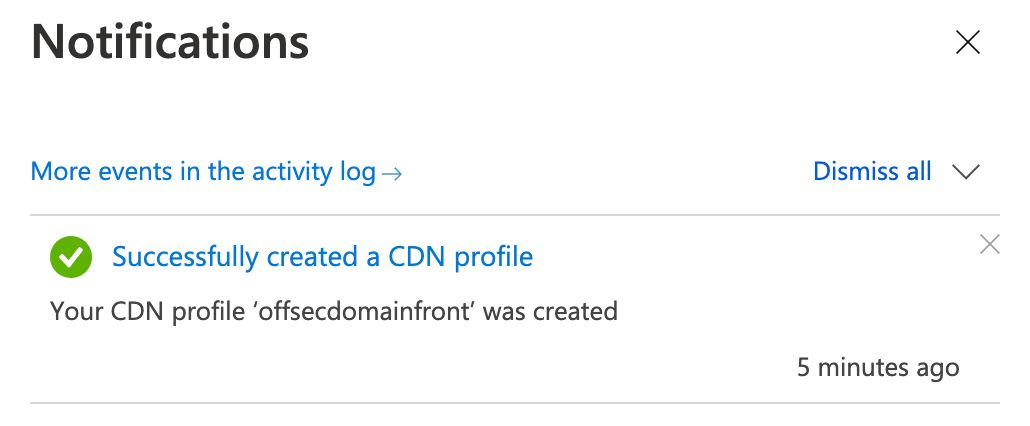 Notifications
More events in the activity log → Dismiss all
Successfully created a CDN profile
Your CDN profile ‘offsecdomainfront’ was created
5 minutes ago